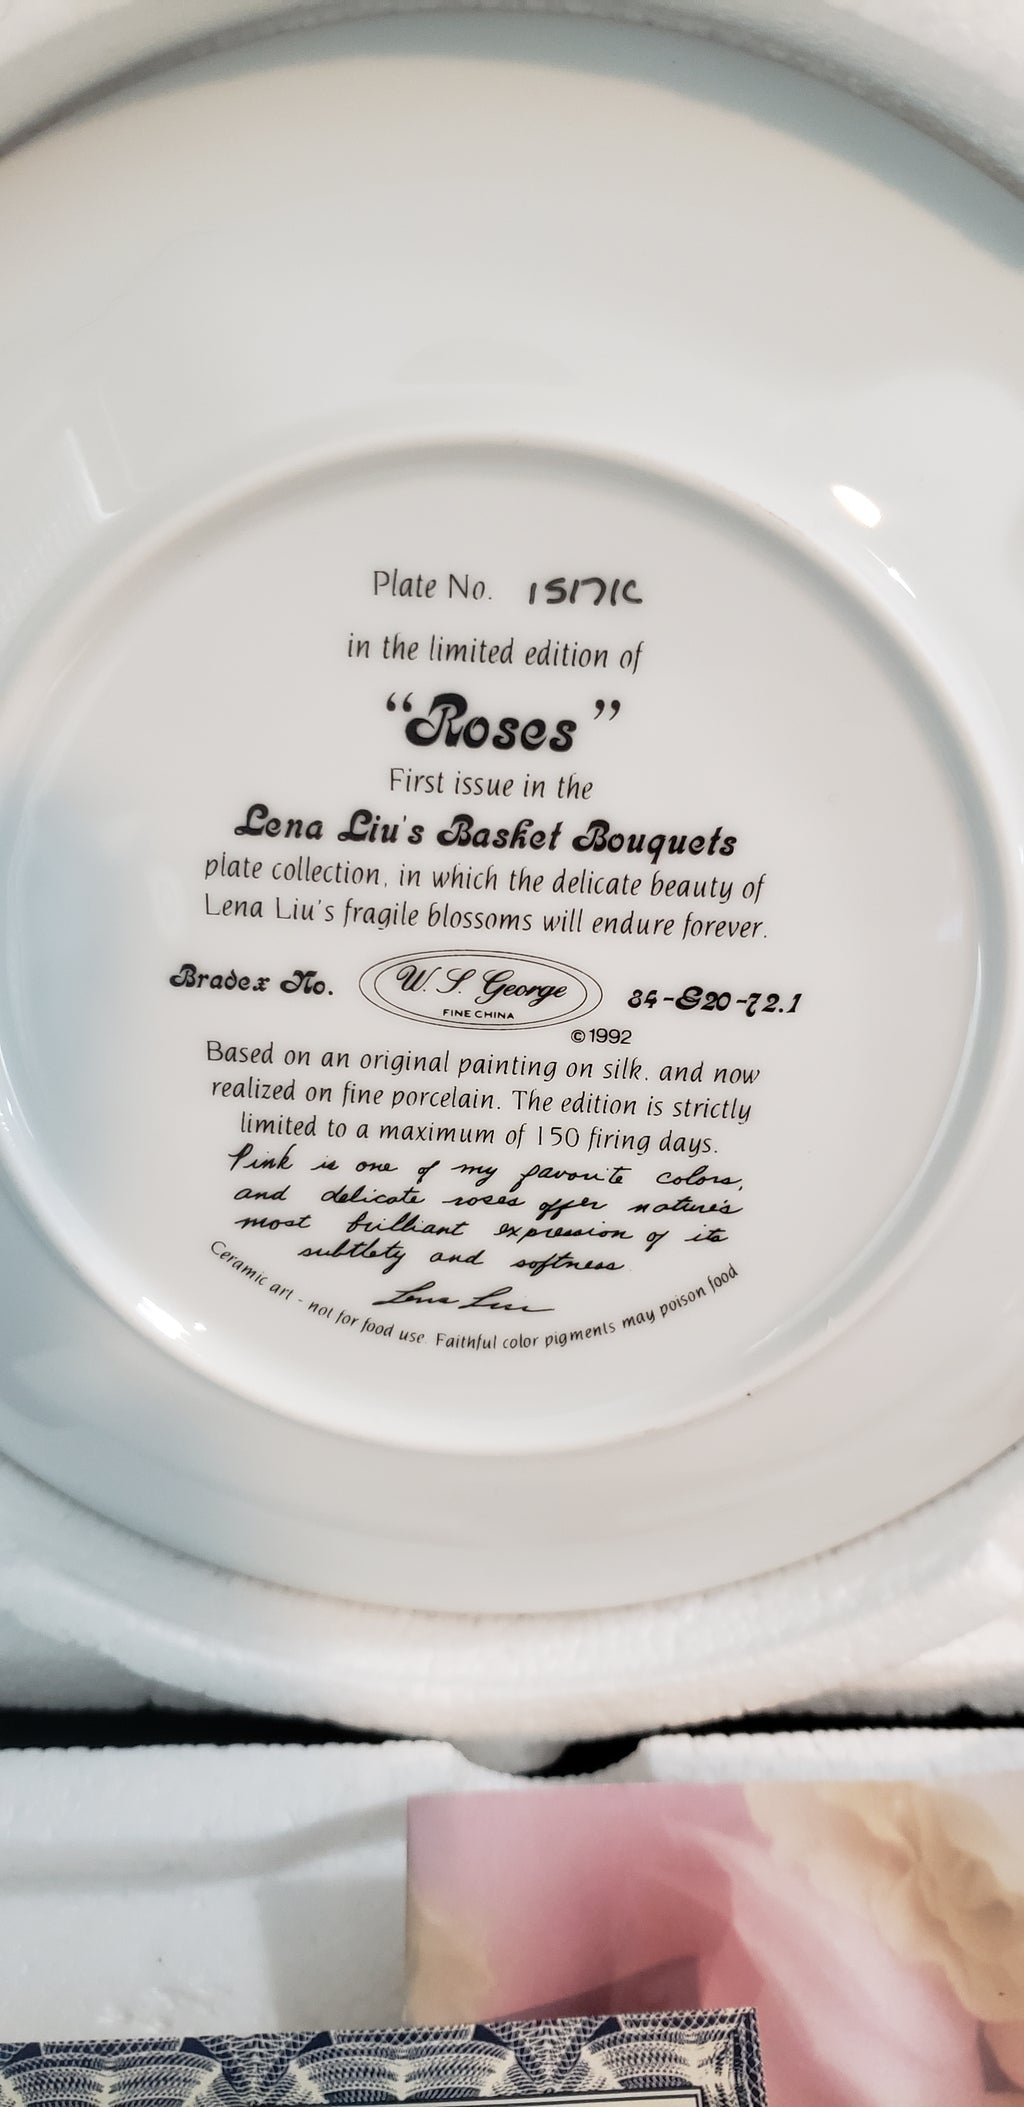 Plate No. 15171C
in the limited edition of
“Roses”
First issue in the
Lena Liu's Basket Bouquets
plate collection, in which the delicate beauty of
Lena Liu's fragile blossoms will endure forever.
Bradex No. W. S. George 84-G20-72.1
FINE CHINA
©1992
Based on an original painting on silk, and now
realized on fine porcelain. The edition is strictly
limited to a maximum of 150 firing days.
Pink is one of my favorite colors,
and delicate roses offer nature's
most brilliant expression of its
subtlety and softness
Lena Liu
Ceramic art - not for food use. Faithful color pigments may poison food